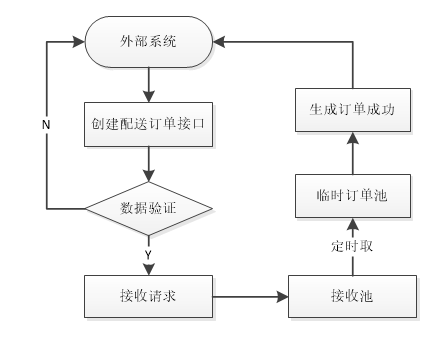 外部系统
创建配送订单接口
生成订单成功
N
数据验证
临时订单池
定时取
Y
接收请求
接收池